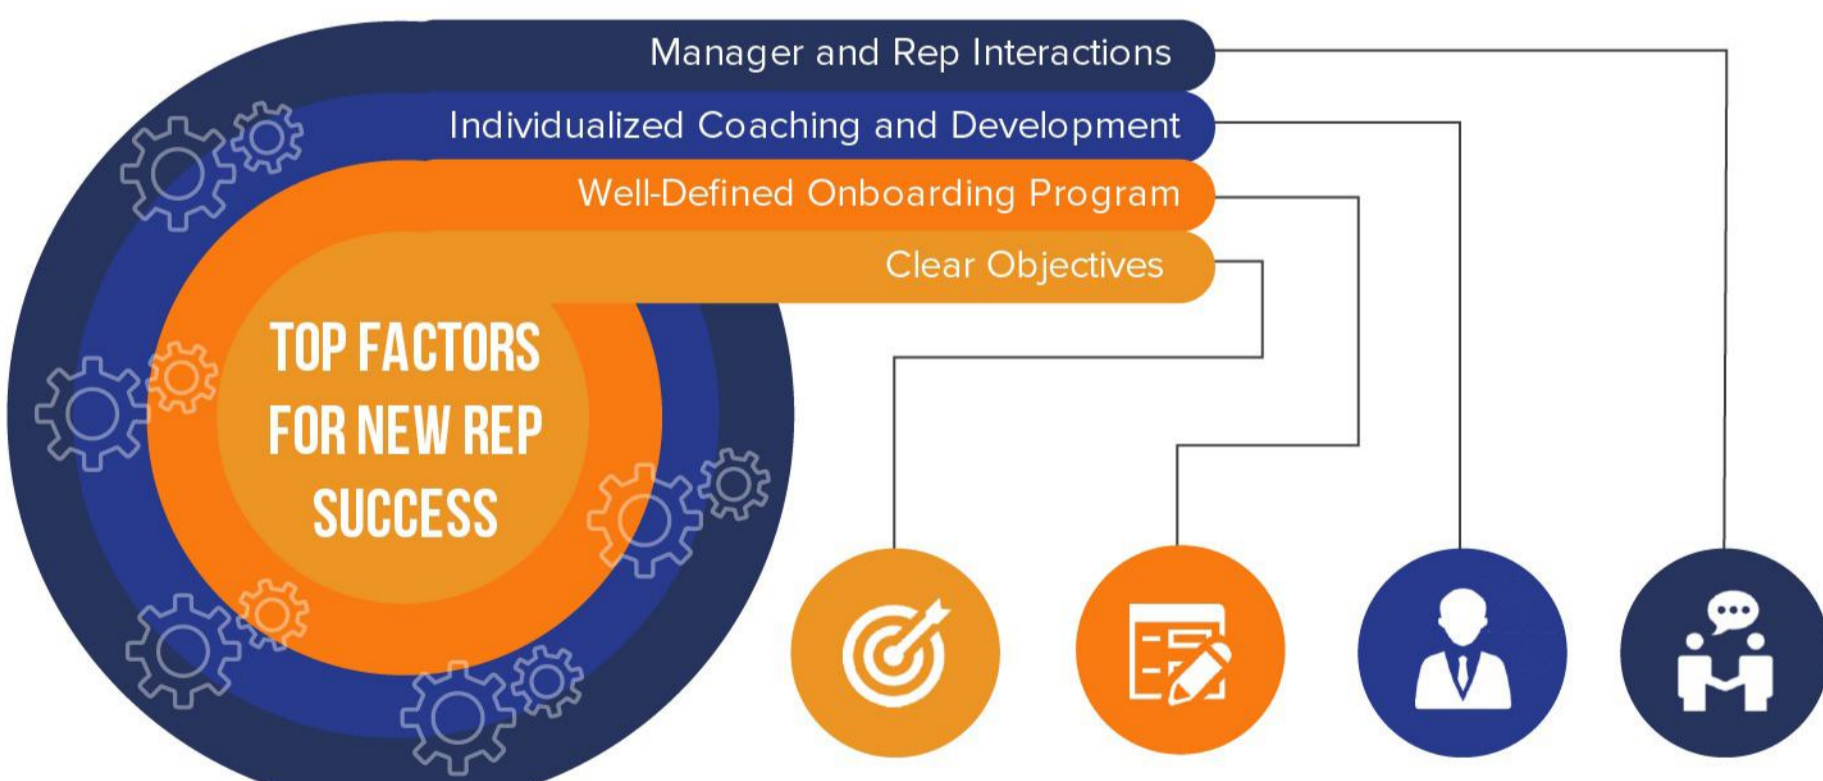 Manager and Rep Interactions
Individualized Coaching and Development
Well-Defined Onboarding Program
Clear Objectives
TOP FACTORS
FOR NEW REP
SUCCESS